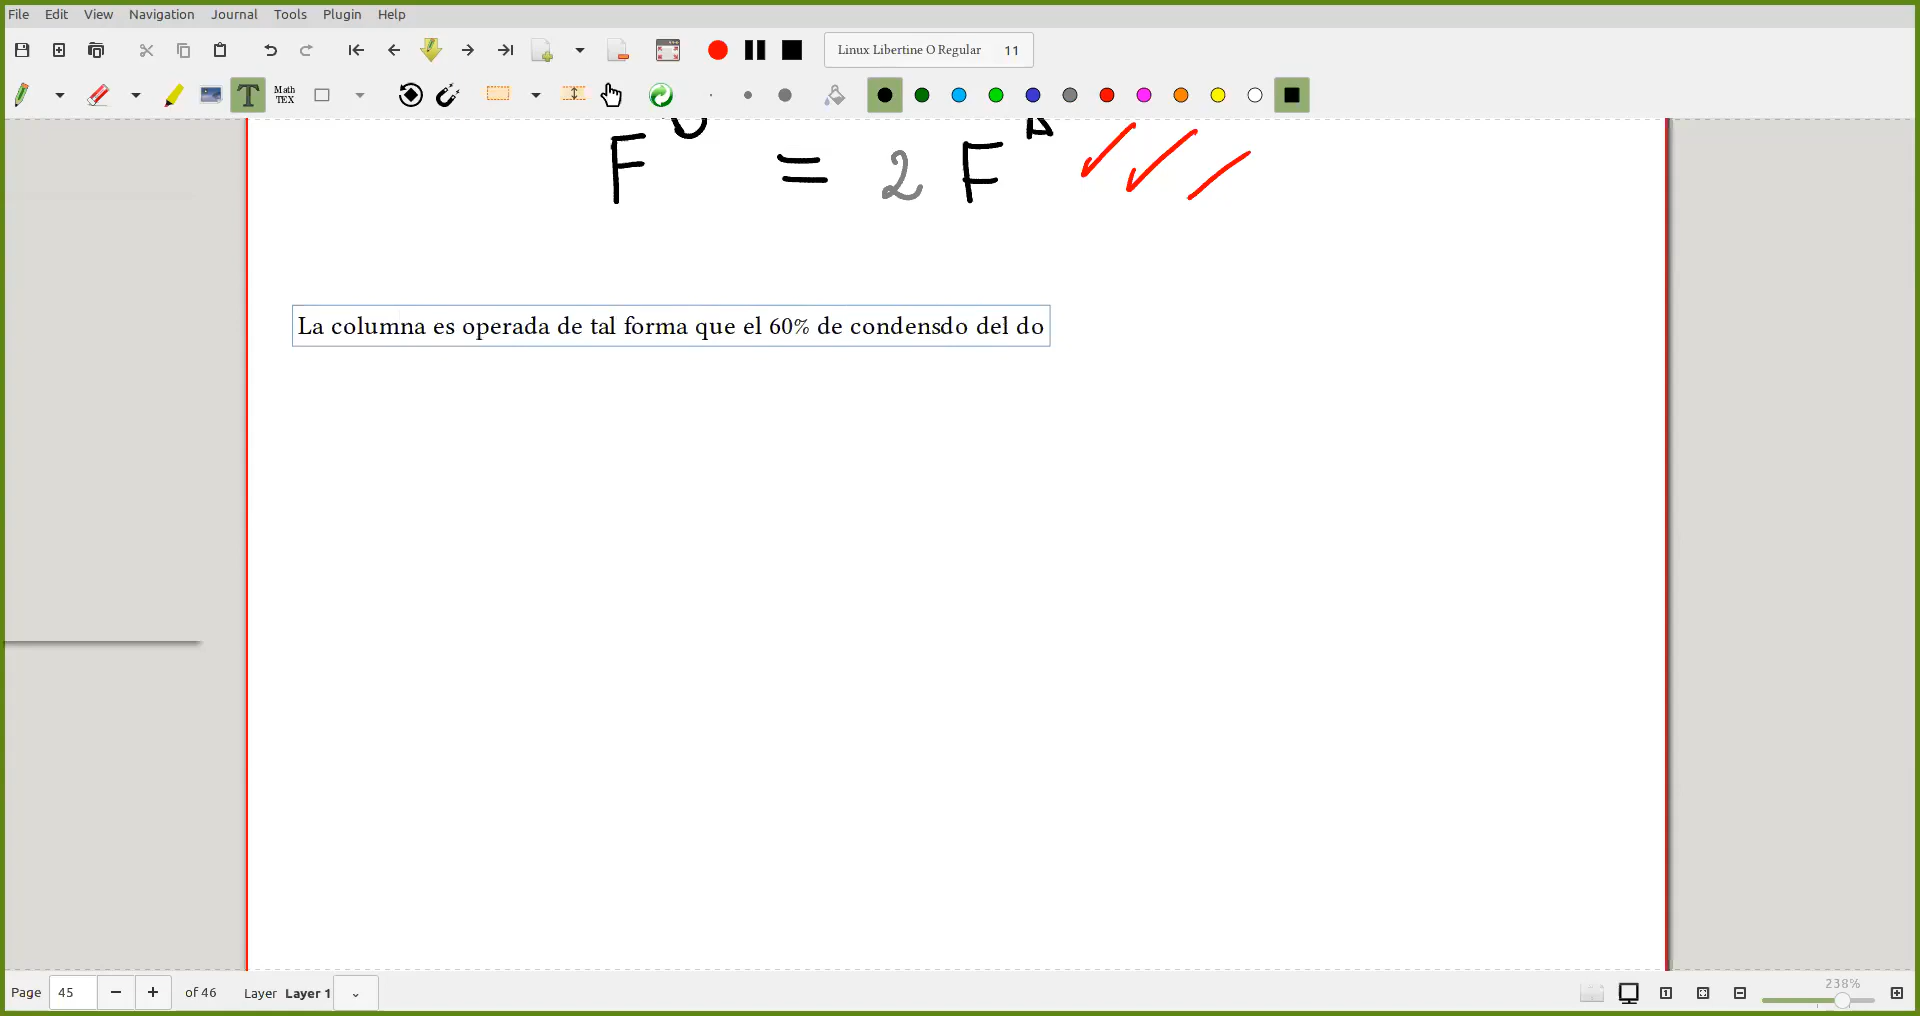 File Edit View Navigation Journal Tools Plugin Help
Linux Libertine O Regular 11
T Math TEX
F = 2 F
La columna es operada de tal forma que el 60% de condensdo del do
238%
Page 45 of 46 Layer Layer 1